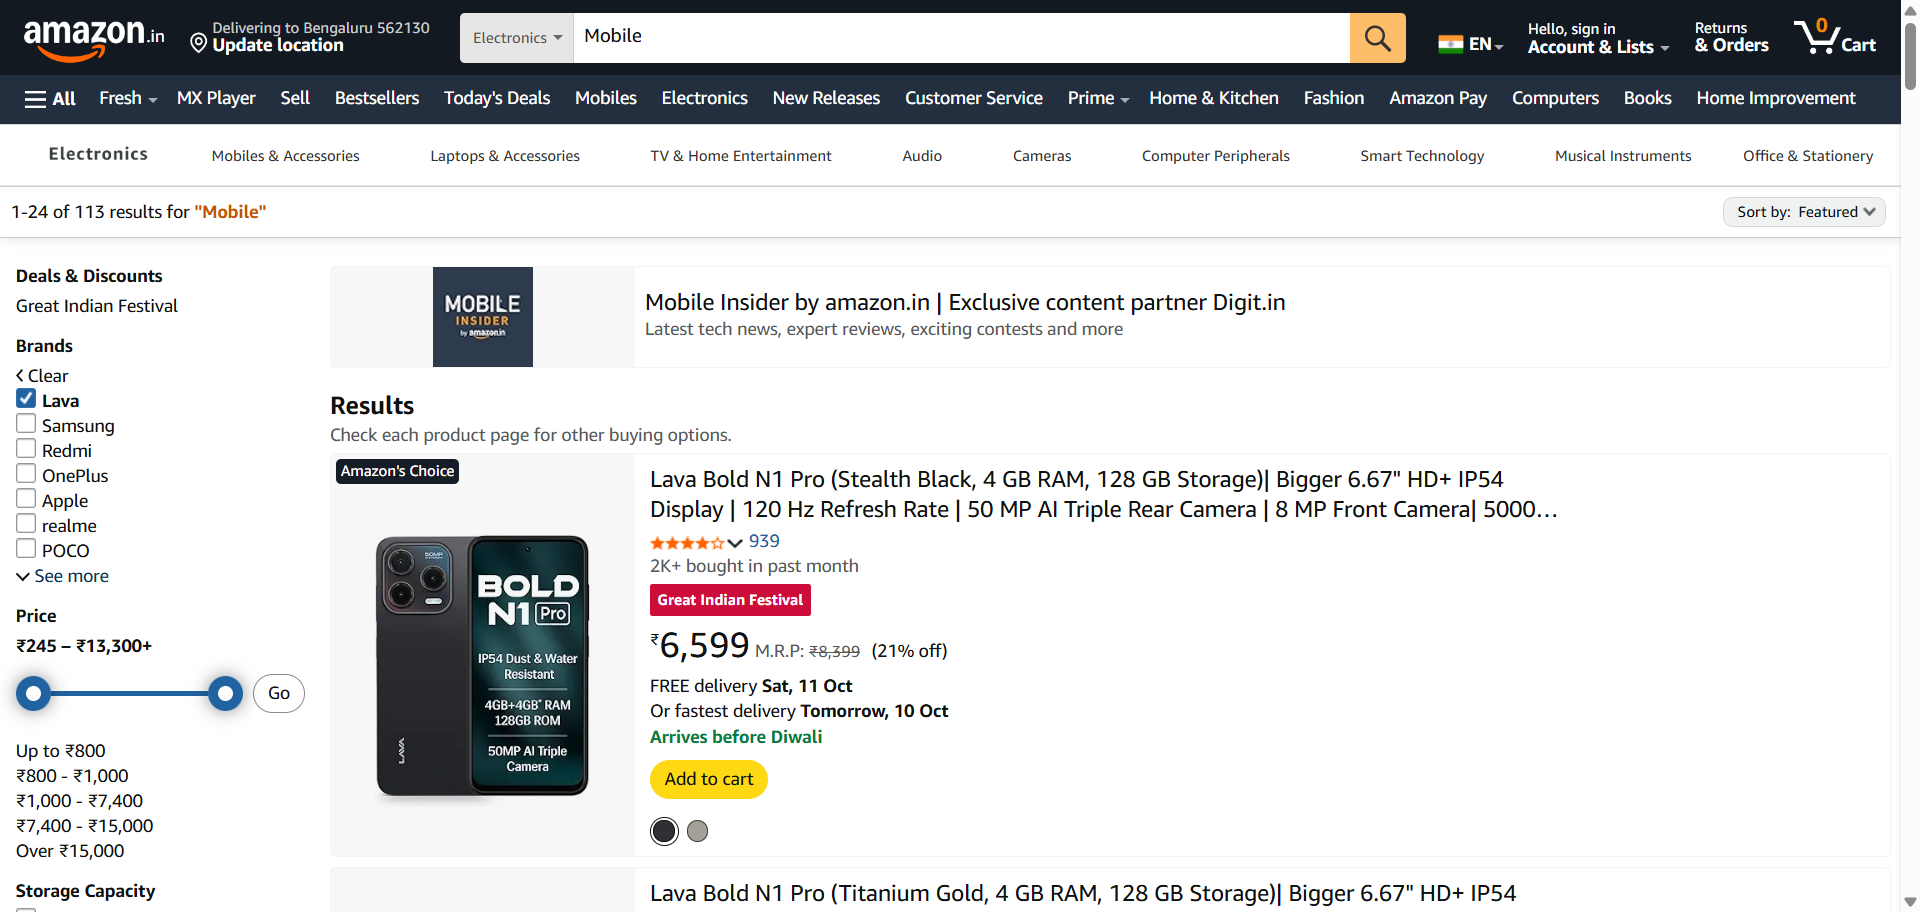 amazon.in
Delivering to Bengaluru 562130
Update location
Electronics
Mobile
EN
Hello, sign in
Account & Lists
Returns
& Orders
0
Cart
All
Fresh
MX Player
Sell
Bestsellers
Today's Deals
Mobiles
Electronics
New Releases
Customer Service
Prime
Home & Kitchen
Fashion
Amazon Pay
Computers
Books
Home Improvement
Electronics
Mobiles & Accessories
Laptops & Accessories
TV & Home Entertainment
Audio
Cameras
Computer Peripherals
Smart Technology
Musical Instruments
Office & Stationery
1-24 of 113 results for "Mobile"
Sort by: Featured
Deals & Discounts
Great Indian Festival
Brands
Clear
Lava
Samsung
Redmi
OnePlus
Apple
realme
POCO
See more
Price
₹245 – ₹13,300+
Go
Up to ₹800
₹800 - ₹1,000
₹1,000 - ₹7,400
₹7,400 - ₹15,000
Over ₹15,000
Storage Capacity
MOBILE
INSIDER
by amazon.in
Mobile Insider by amazon.in | Exclusive content partner Digit.in
Latest tech news, expert reviews, exciting contests and more
Results
Check each product page for other buying options.
Amazon's Choice
50MP
BOLD
N1 Pro
IP54 Dust & Water
Resistant
4GB+4GB* RAM
128GB ROM
50MP AI Triple
Camera
LAVA
Lava Bold N1 Pro (Stealth Black, 4 GB RAM, 128 GB Storage)| Bigger 6.67" HD+ IP54
Display | 120 Hz Refresh Rate | 50 MP AI Triple Rear Camera | 8 MP Front Camera| 5000…
939
2K+ bought in past month
Great Indian Festival
₹6,599 M.R.P: ₹8,399 (21% off)
FREE delivery Sat, 11 Oct
Or fastest delivery Tomorrow, 10 Oct
Arrives before Diwali
Add to cart
Lava Bold N1 Pro (Titanium Gold, 4 GB RAM, 128 GB Storage)| Bigger 6.67" HD+ IP54